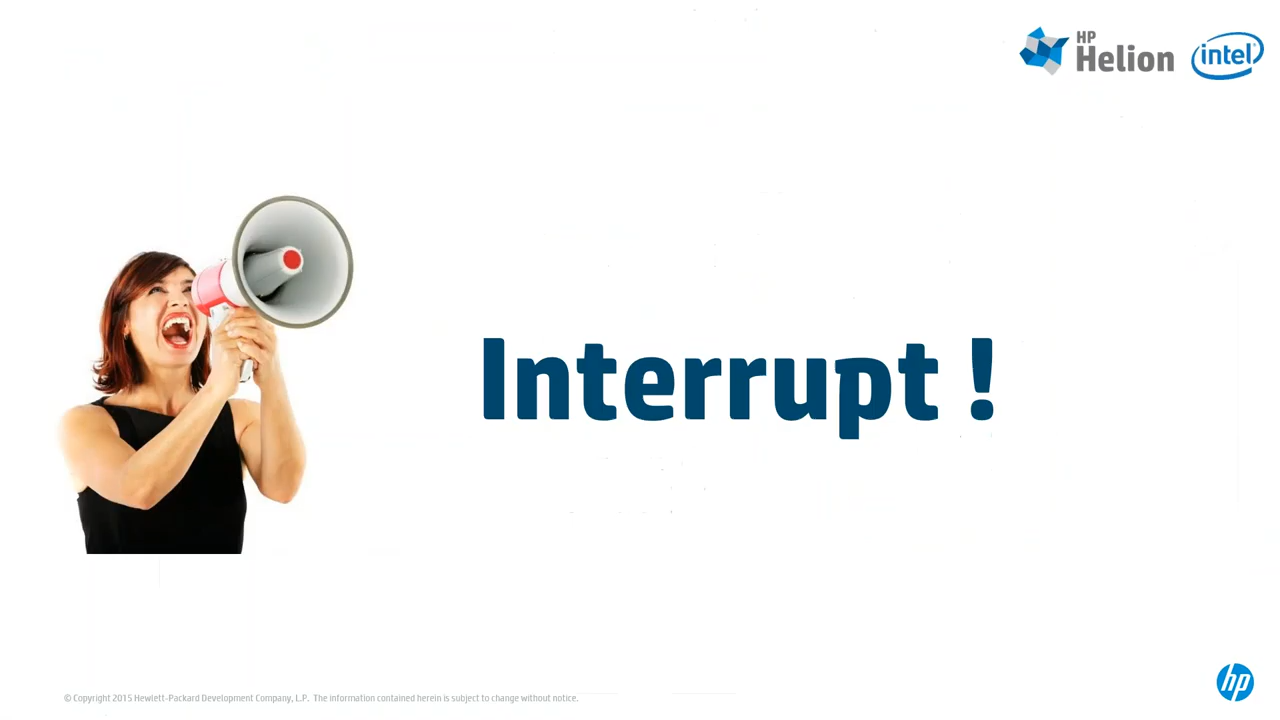 HP
Helion
intel
Interrupt !
© Copyright 2015 Hewlett-Packard Development Company, L.P. The information contained herein is subject to change without notice.
hp